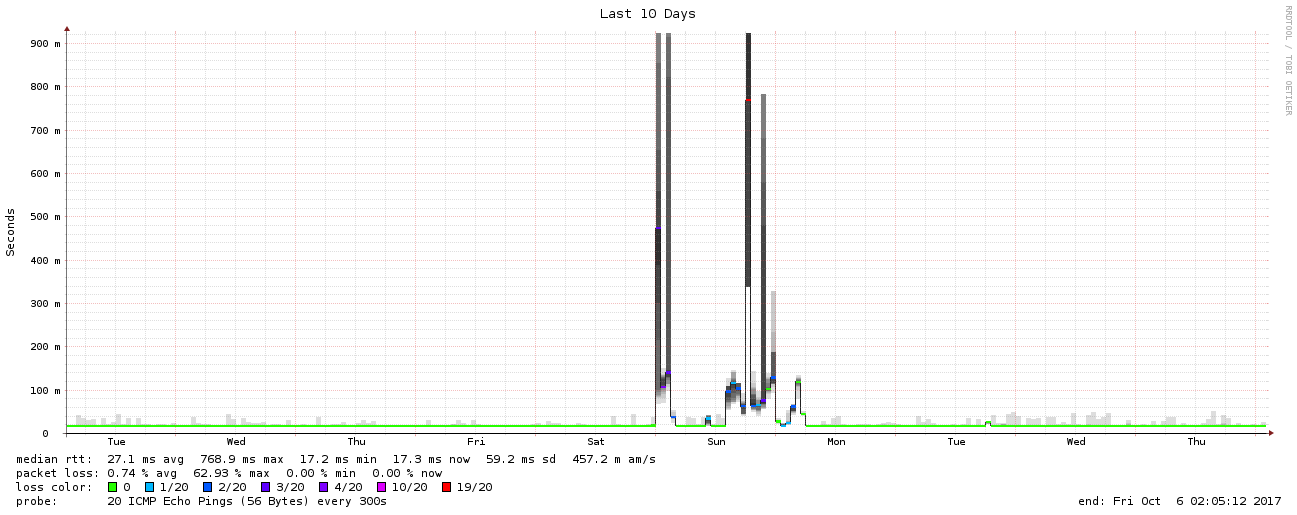 Last 10 Days
RRDTOOL / TOBI OETIKER
Seconds
900 m
800 m
700 m
600 m
500 m
400 m
300 m
200 m
100 m
0
Tue Wed Thu Fri Sat Sun Mon Tue Wed Thu
median rtt: 27.1 ms avg 768.9 ms max 17.2 ms min 17.3 ms now 59.2 ms sd 457.2 m am/s
packet loss: 0.74 % avg 62.93 % max 0.00 % min 0.00 % now
loss color: 0 1/20 2/20 3/20 4/20 10/20 19/20
probe: 20 ICMP Echo Pings (56 Bytes) every 300s end: Fri Oct 6 02:05:12 2017